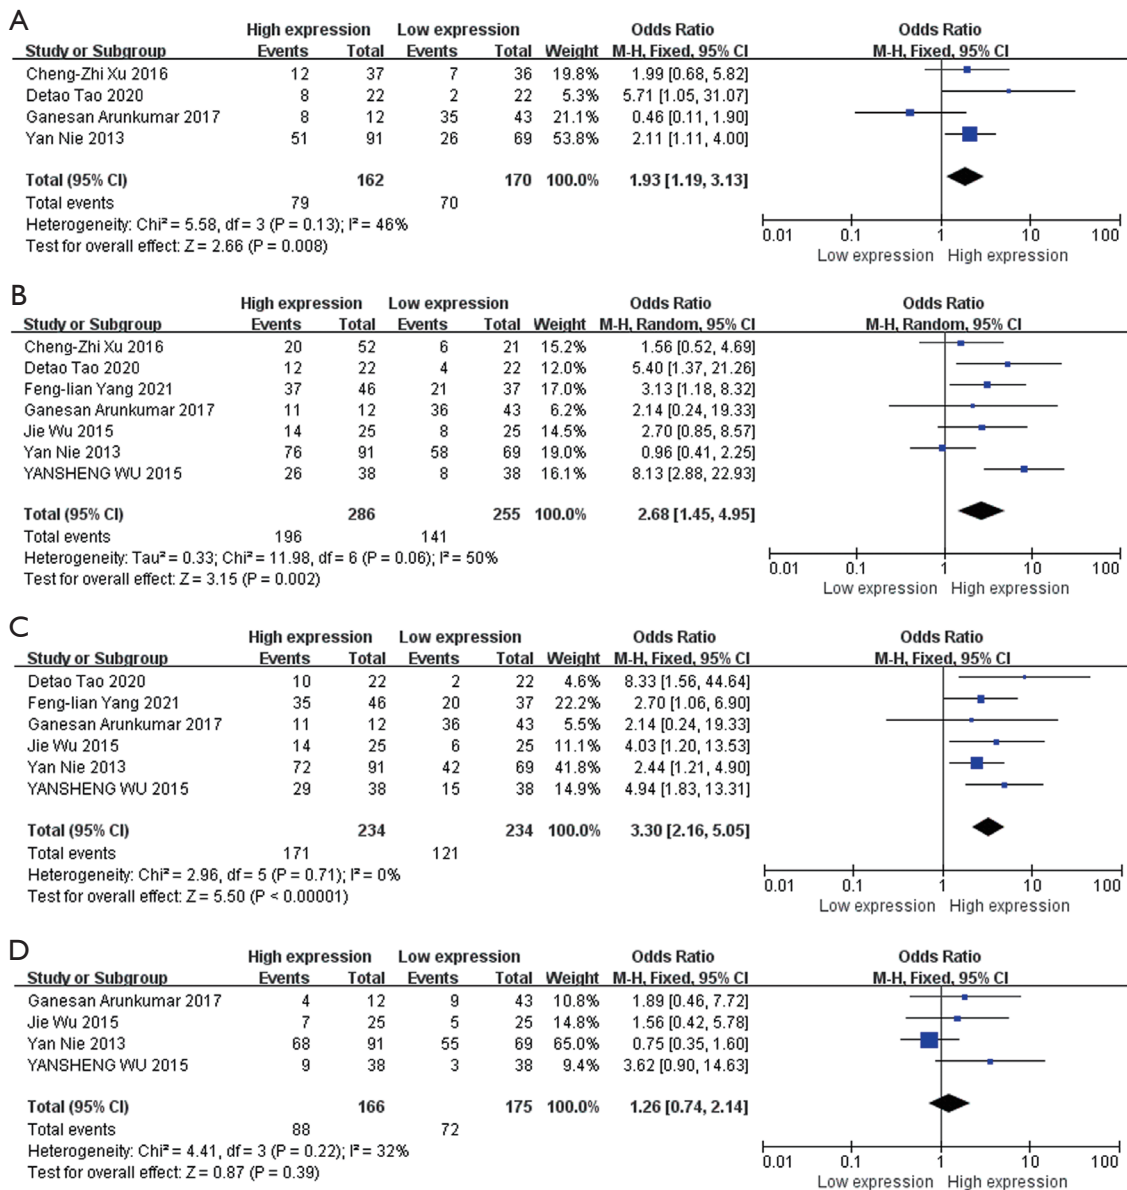 A
High expression Low expression Odds Ratio Odds Ratio
Study or Subgroup Events Total Events Total Weight M-H, Fixed, 95% CI M-H, Fixed, 95% CI
Cheng-Zhi Xu 2016 12 37 7 36 19.8% 1.99 [0.68, 5.82]
Detao Tao 2020 8 22 2 22 5.3% 5.71 [1.05, 31.07]
Ganesan Arunkumar 2017 8 12 35 43 21.1% 0.46 [0.11, 1.90]
Yan Nie 2013 51 91 26 69 53.8% 2.11 [1.11, 4.00]
Total (95% CI) 162 170 100.0% 1.93 [1.19, 3.13]
Total events 79 70
Heterogeneity: Chi² = 5.58, df = 3 (P = 0.13); I² = 46%
Test for overall effect: Z = 2.66 (P = 0.008)
0.01 0.1 1 10 100
Low expression High expression
B
High expression Low expression Odds Ratio Odds Ratio
Study or Subgroup Events Total Events Total Weight M-H, Random, 95% CI M-H, Random, 95% CI
Cheng-Zhi Xu 2016 20 52 6 21 15.2% 1.56 [0.52, 4.69]
Detao Tao 2020 12 22 4 22 12.0% 5.40 [1.37, 21.26]
Feng-lian Yang 2021 37 46 21 37 17.0% 3.13 [1.18, 8.32]
Ganesan Arunkumar 2017 11 12 36 43 6.2% 2.14 [0.24, 19.33]
Jie Wu 2015 14 25 8 25 14.5% 2.70 [0.85, 8.57]
Yan Nie 2013 76 91 58 69 19.0% 0.96 [0.41, 2.25]
YANSHENG WU 2015 26 38 8 38 16.1% 8.13 [2.88, 22.93]
Total (95% CI) 286 255 100.0% 2.68 [1.45, 4.95]
Total events 196 141
Heterogeneity: Tau² = 0.33; Chi² = 11.98, df = 6 (P = 0.06); I² = 50%
Test for overall effect: Z = 3.15 (P = 0.002)
0.01 0.1 1 10 100
Low expression High expression
C
High expression Low expression Odds Ratio Odds Ratio
Study or Subgroup Events Total Events Total Weight M-H, Fixed, 95% CI M-H, Fixed, 95% CI
Detao Tao 2020 10 22 2 22 4.6% 8.33 [1.56, 44.64]
Feng-lian Yang 2021 35 46 20 37 22.2% 2.70 [1.06, 6.90]
Ganesan Arunkumar 2017 11 12 36 43 5.5% 2.14 [0.24, 19.33]
Jie Wu 2015 14 25 6 25 11.1% 4.03 [1.20, 13.53]
Yan Nie 2013 72 91 42 69 41.8% 2.44 [1.21, 4.90]
YANSHENG WU 2015 29 38 15 38 14.9% 4.94 [1.83, 13.31]
Total (95% CI) 234 234 100.0% 3.30 [2.16, 5.05]
Total events 171 121
Heterogeneity: Chi² = 2.96, df = 5 (P = 0.71); I² = 0%
Test for overall effect: Z = 5.50 (P < 0.00001)
0.01 0.1 1 10 100
Low expression High expression
D
High expression Low expression Odds Ratio Odds Ratio
Study or Subgroup Events Total Events Total Weight M-H, Fixed, 95% CI M-H, Fixed, 95% CI
Ganesan Arunkumar 2017 4 12 9 43 10.8% 1.89 [0.46, 7.72]
Jie Wu 2015 7 25 5 25 14.8% 1.56 [0.42, 5.78]
Yan Nie 2013 68 91 55 69 65.0% 0.75 [0.35, 1.60]
YANSHENG WU 2015 9 38 3 38 9.4% 3.62 [0.90, 14.63]
Total (95% CI) 166 175 100.0% 1.26 [0.74, 2.14]
Total events 88 72
Heterogeneity: Chi² = 4.41, df = 3 (P = 0.22); I² = 32%
Test for overall effect: Z = 0.87 (P = 0.39)
0.01 0.1 1 10 100
Low expression High expression